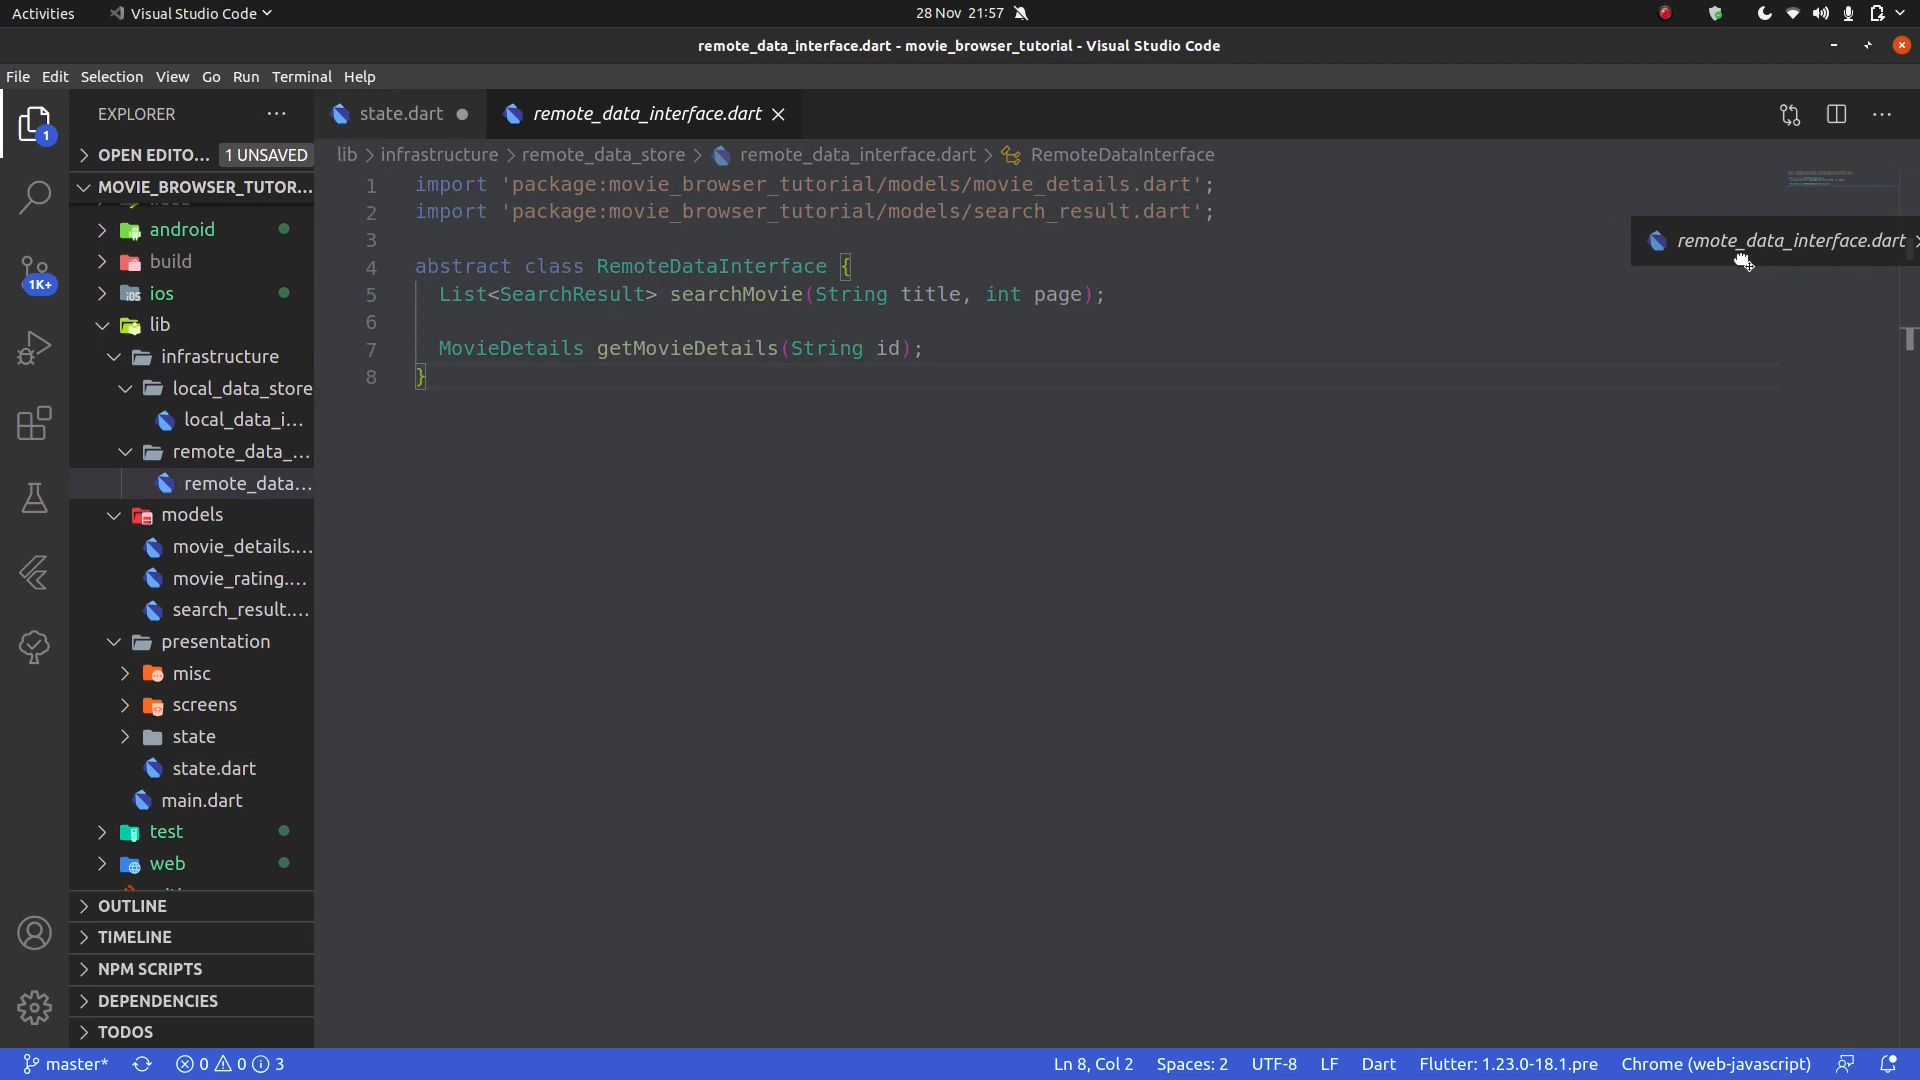 Activities
Visual Studio Code
28 Nov 21:57
remote_data_interface.dart - movie_browser_tutorial - Visual Studio Code
File Edit Selection View Go Run Terminal Help
EXPLORER
state.dart
remote_data_interface.dart
OPEN EDITO... 1 UNSAVED
lib > infrastructure > remote_data_store > remote_data_interface.dart > RemoteDataInterface
MOVIE_BROWSER_TUTOR...
1
1K+
android
build
ios
lib
infrastructure
local_data_store
local_data_i...
remote_data_...
remote_data...
models
movie_details....
movie_rating....
search_result....
presentation
misc
screens
state
state.dart
main.dart
test
web
OUTLINE
TIMELINE
NPM SCRIPTS
DEPENDENCIES
TODOS
1 import 'package:movie_browser_tutorial/models/movie_details.dart';
2 import 'package:movie_browser_tutorial/models/search_result.dart';
3
4 abstract class RemoteDataInterface {
5 List<SearchResult> searchMovie(String title, int page);
6
7 MovieDetails getMovieDetails(String id);
8 }
remote_data_interface.dart
master* 0 0 3
Ln 8, Col 2 Spaces: 2 UTF-8 LF Dart Flutter: 1.23.0-18.1.pre Chrome (web-javascript)